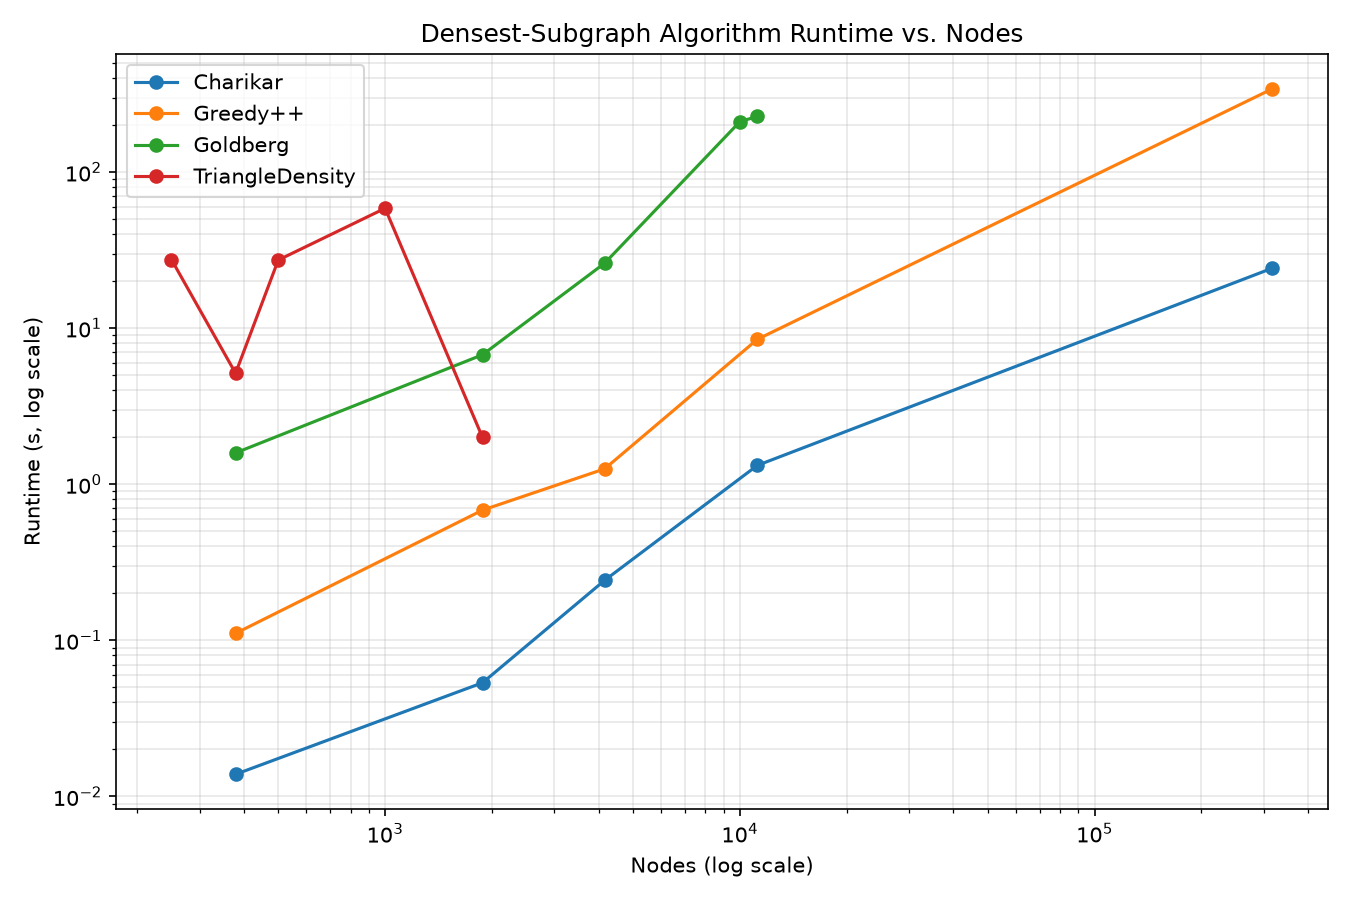 Densest-Subgraph Algorithm Runtime vs. Nodes
Charikar
Greedy++
Goldberg
TriangleDensity
Runtime (s, log scale)
10²
10¹
10⁰
10⁻¹
10⁻²
10³
10⁴
10⁵
Nodes (log scale)